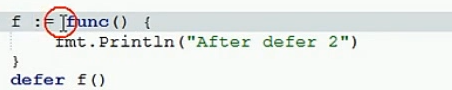 f := func() {
    fmt.Println("After defer 2")
}
defer f()